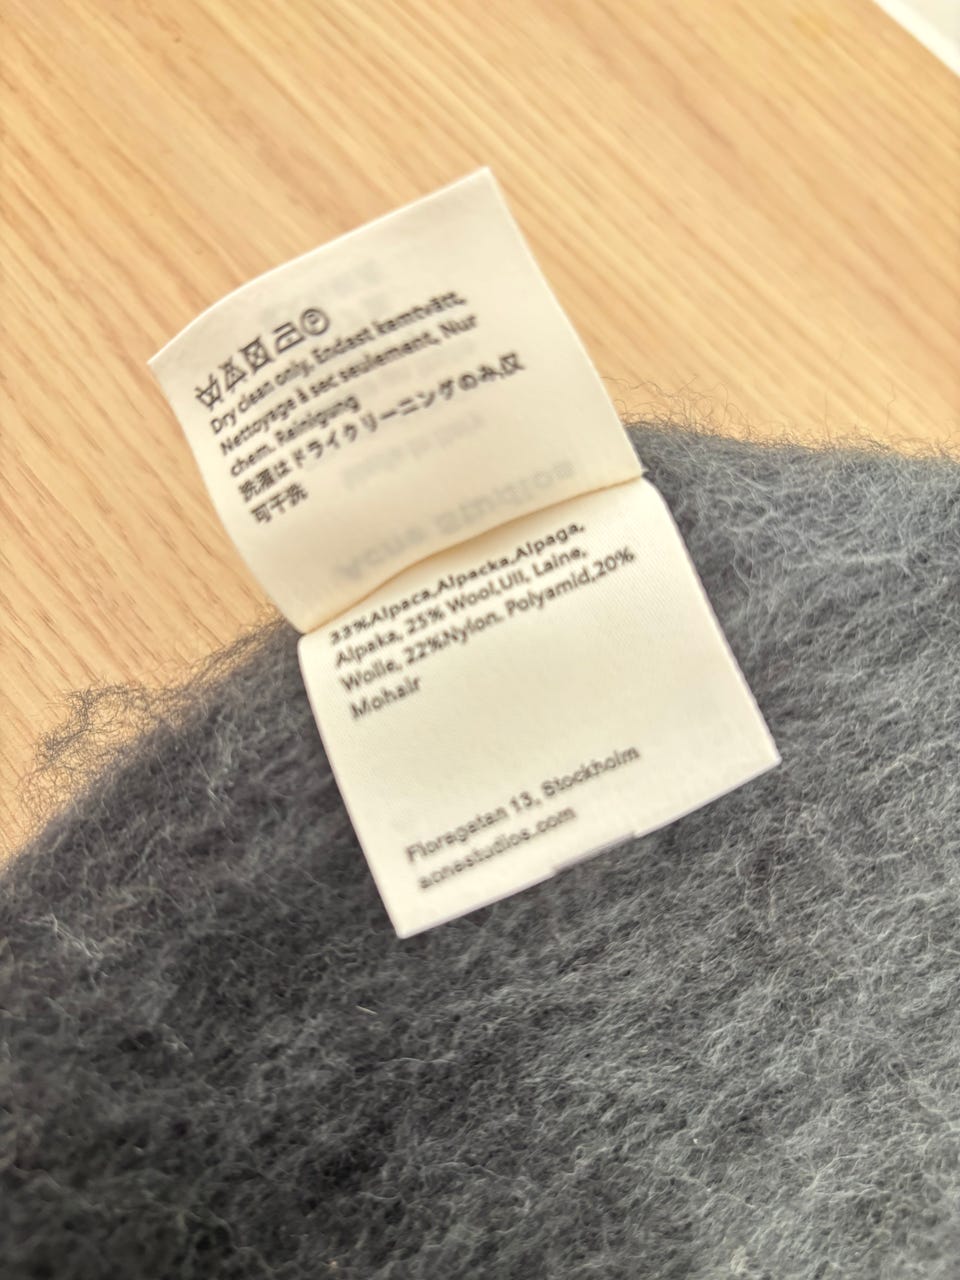 Dry clean only, Endast kemtvätt,
Nettoyage à sec seulement, Nur
chem. Reinigung
洗濯はドライクリーニングのみ,仅
可干洗
33%Alpaca,Alpacka,Alpaga,
Alpaka, 25% Wool,Ull, Laine,
Wolle, 22%Nylon. Polyamid,20%
Mohair
Floragatan 13, Stockholm
acnestudios.com